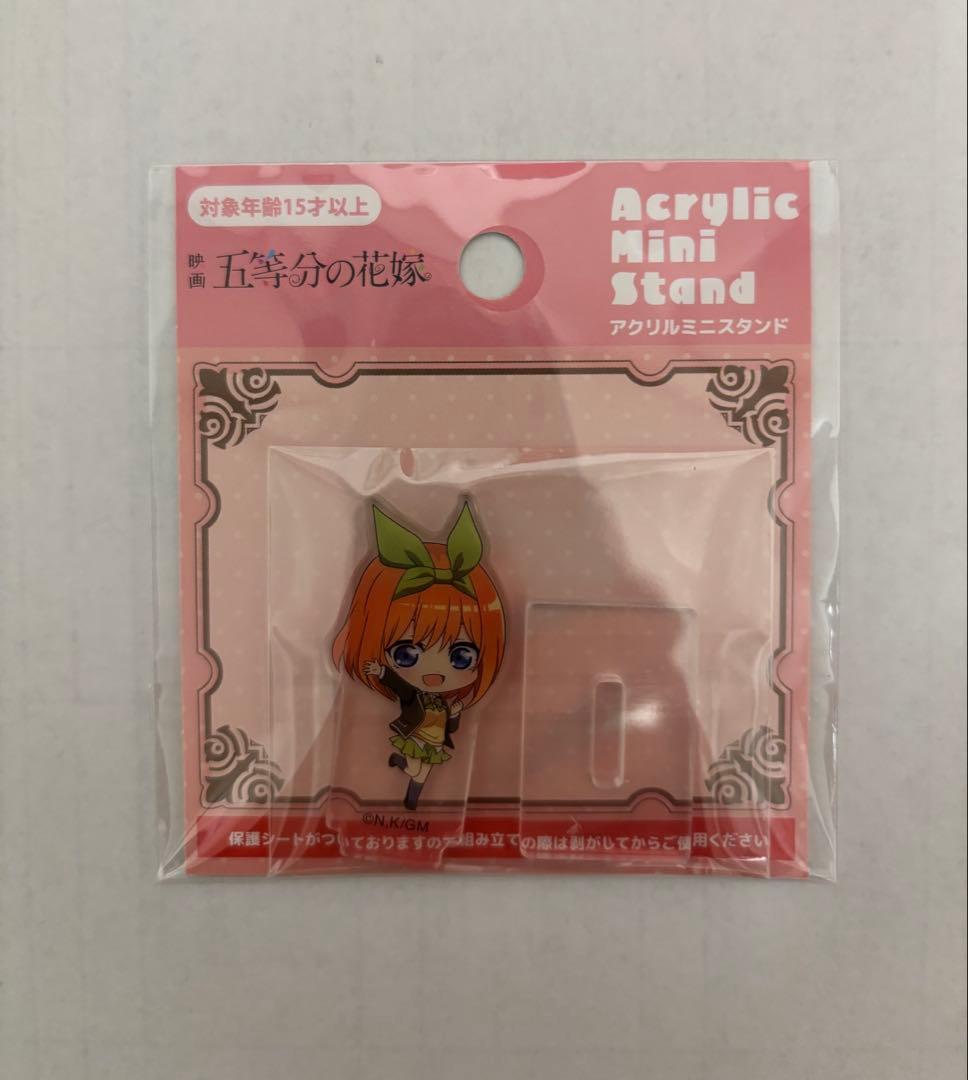 対象年齢15才以上
映画 五等分の花嫁
Acrylic
Mini
Stand
アクリルミニスタンド
©N,K/GM
保護シートがついておりますので組み立ての際は剥がしてからご使用ください